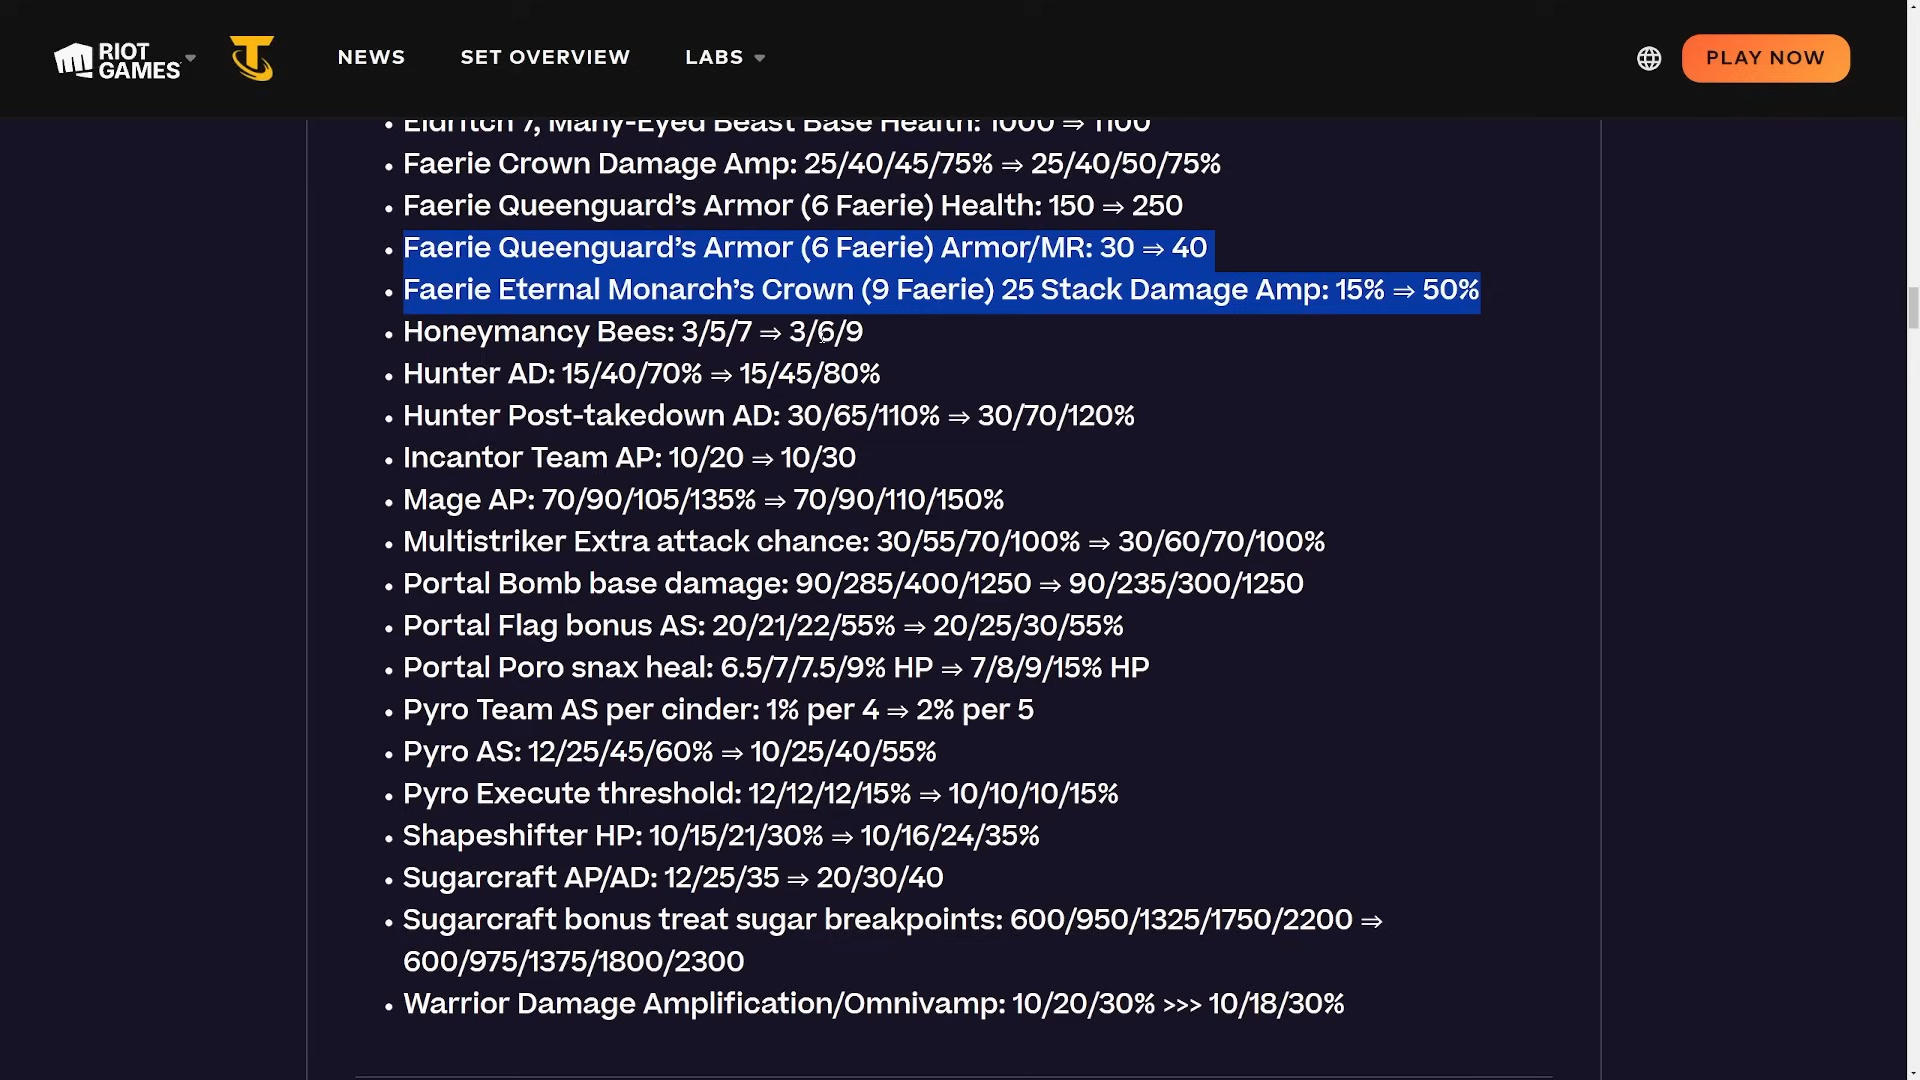 RIOT GAMES
NEWS
SET OVERVIEW
LABS
PLAY NOW
• Eldritch 7, Many-Eyed Beast Base Health: 1000 ⇒ 1100
• Faerie Crown Damage Amp: 25/40/45/75% ⇒ 25/40/50/75%
• Faerie Queenguard’s Armor (6 Faerie) Health: 150 ⇒ 250
• Faerie Queenguard’s Armor (6 Faerie) Armor/MR: 30 ⇒ 40
• Faerie Eternal Monarch’s Crown (9 Faerie) 25 Stack Damage Amp: 15% ⇒ 50%
• Honeymancy Bees: 3/5/7 ⇒ 3/6/9
• Hunter AD: 15/40/70% ⇒ 15/45/80%
• Hunter Post-takedown AD: 30/65/110% ⇒ 30/70/120%
• Incantor Team AP: 10/20 ⇒ 10/30
• Mage AP: 70/90/105/135% ⇒ 70/90/110/150%
• Multistriker Extra attack chance: 30/55/70/100% ⇒ 30/60/70/100%
• Portal Bomb base damage: 90/285/400/1250 ⇒ 90/235/300/1250
• Portal Flag bonus AS: 20/21/22/55% ⇒ 20/25/30/55%
• Portal Poro snax heal: 6.5/7/7.5/9% HP ⇒ 7/8/9/15% HP
• Pyro Team AS per cinder: 1% per 4 ⇒ 2% per 5
• Pyro AS: 12/25/45/60% ⇒ 10/25/40/55%
• Pyro Execute threshold: 12/12/12/15% ⇒ 10/10/10/15%
• Shapeshifter HP: 10/15/21/30% ⇒ 10/16/24/35%
• Sugarcraft AP/AD: 12/25/35 ⇒ 20/30/40
• Sugarcraft bonus treat sugar breakpoints: 600/950/1325/1750/2200 ⇒
600/975/1375/1800/2300
• Warrior Damage Amplification/Omnivamp: 10/20/30% >>> 10/18/30%